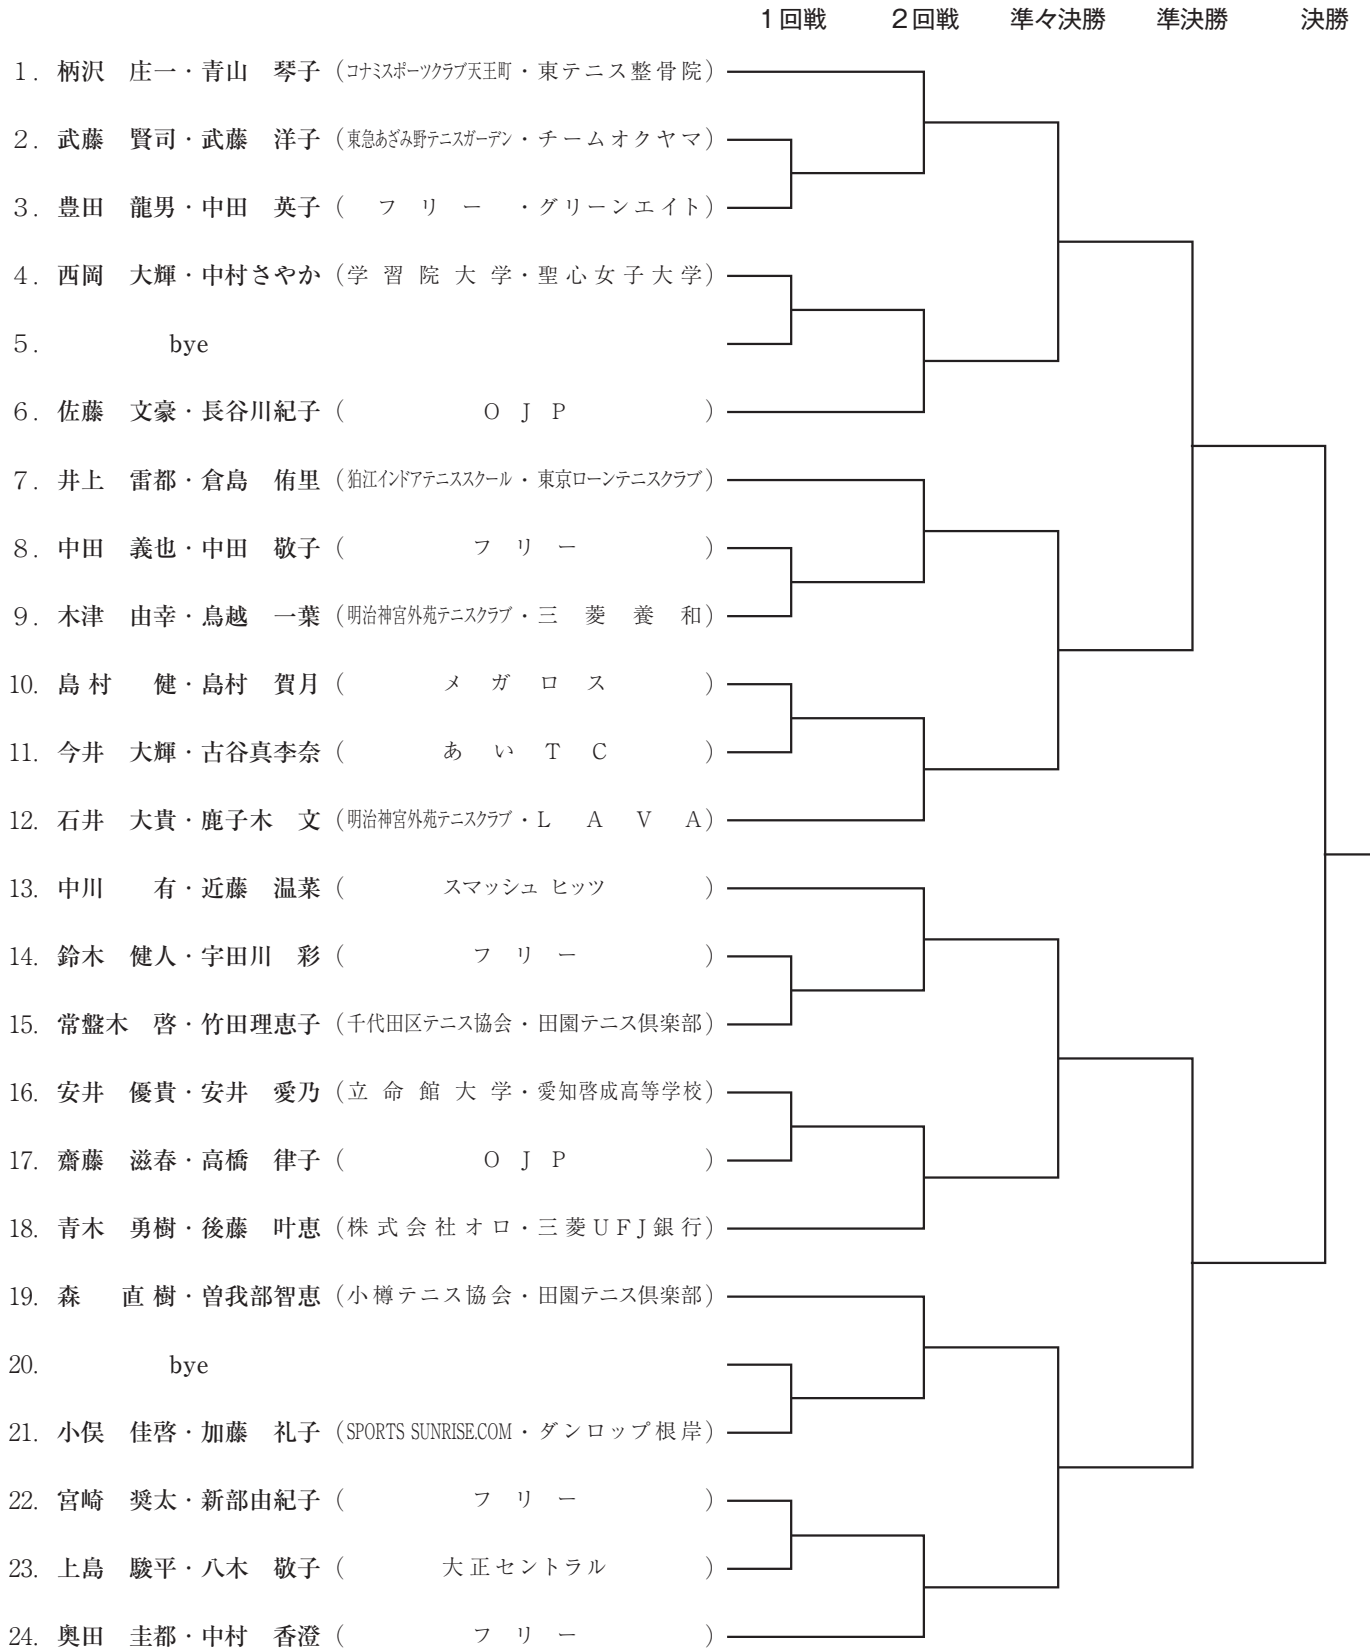 1回戦 2回戦 準々決勝 準決勝 決勝
1. 柄沢 庄一・青山 琴子 (コナミスポーツクラブ天王町・東テニス整骨院)
2. 武藤 賢司・武藤 洋子 (東急あざみ野テニスガーデン・チームオクヤマ)
3. 豊田 龍男・中田 英子 (フリー・グリーンエイト)
4. 西岡 大輝・中村さやか (学習院大学・聖心女子大学)
5. bye
6. 佐藤 文豪・長谷川紀子 (OJP)
7. 井上 雷都・倉島 侑里 (狛江インドアテニススクール・東京ローンテニスクラブ)
8. 中田 義也・中田 敬子 (フリー)
9. 木津 由幸・鳥越 一葉 (明治神宮外苑テニスクラブ・三菱養和)
10. 島村 健・島村 賀月 (メガロス)
11. 今井 大輝・古谷真李奈 (あいTC)
12. 石井 大貴・鹿子木 文 (明治神宮外苑テニスクラブ・LAVA)
13. 中川 有・近藤 温菜 (スマッシュ ヒッツ)
14. 鈴木 健人・宇田川 彩 (フリー)
15. 常盤木 啓・竹田理恵子 (千代田区テニス協会・田園テニス倶楽部)
16. 安井 優貴・安井 愛乃 (立命館大学・愛知啓成高等学校)
17. 齋藤 滋春・高橋 律子 (OJP)
18. 青木 勇樹・後藤 叶恵 (株式会社オロ・三菱UFJ銀行)
19. 森 直樹・曽我部智恵 (小樽テニス協会・田園テニス倶楽部)
20. bye
21. 小俣 佳啓・加藤 礼子 (SPORTS SUNRISE.COM・ダンロップ根岸)
22. 宮崎 奨太・新部由紀子 (フリー)
23. 上島 駿平・八木 敬子 (大正セントラル)
24. 奥田 圭都・中村 香澄 (フリー)